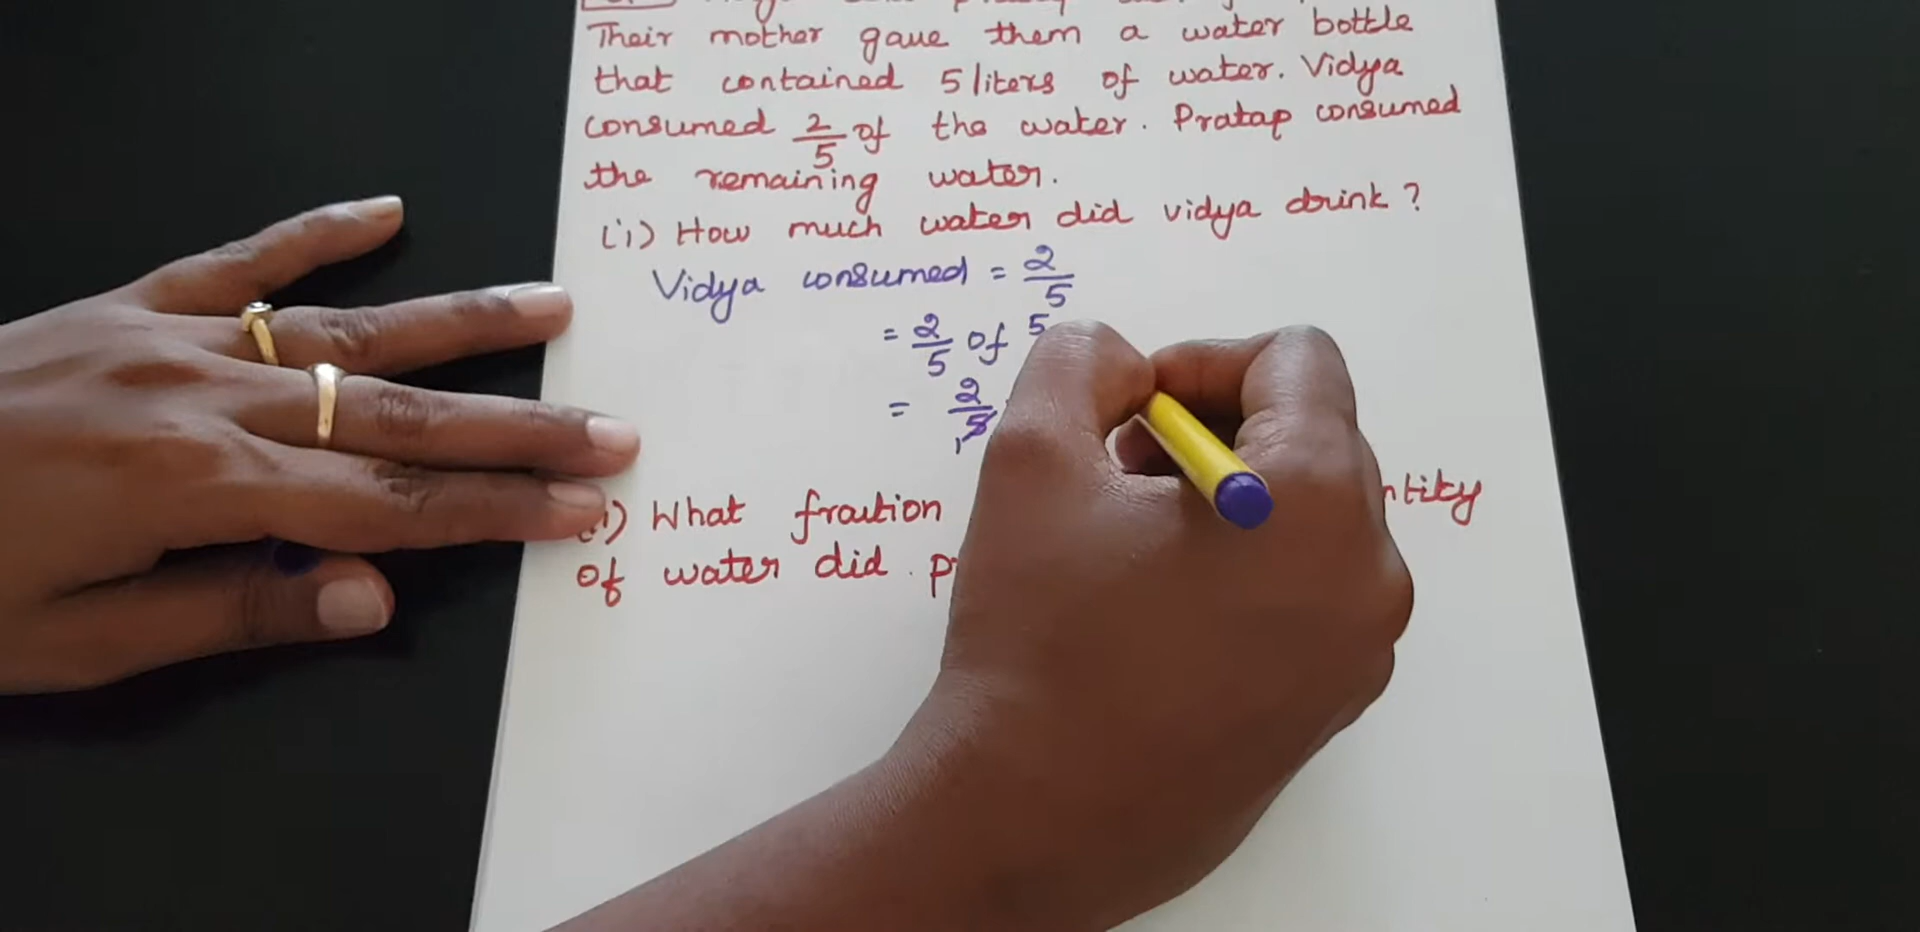 Their mother gave them a water bottle
that contained 5 liters of water. Vidya
consumed 2/5 of the water. Pratap consumed
the remaining water.
(i) How much water did vidya drink?
Vidya consumed = 2/5
= 2/5 of 5
= 2/5
1
) What fraction
of water did